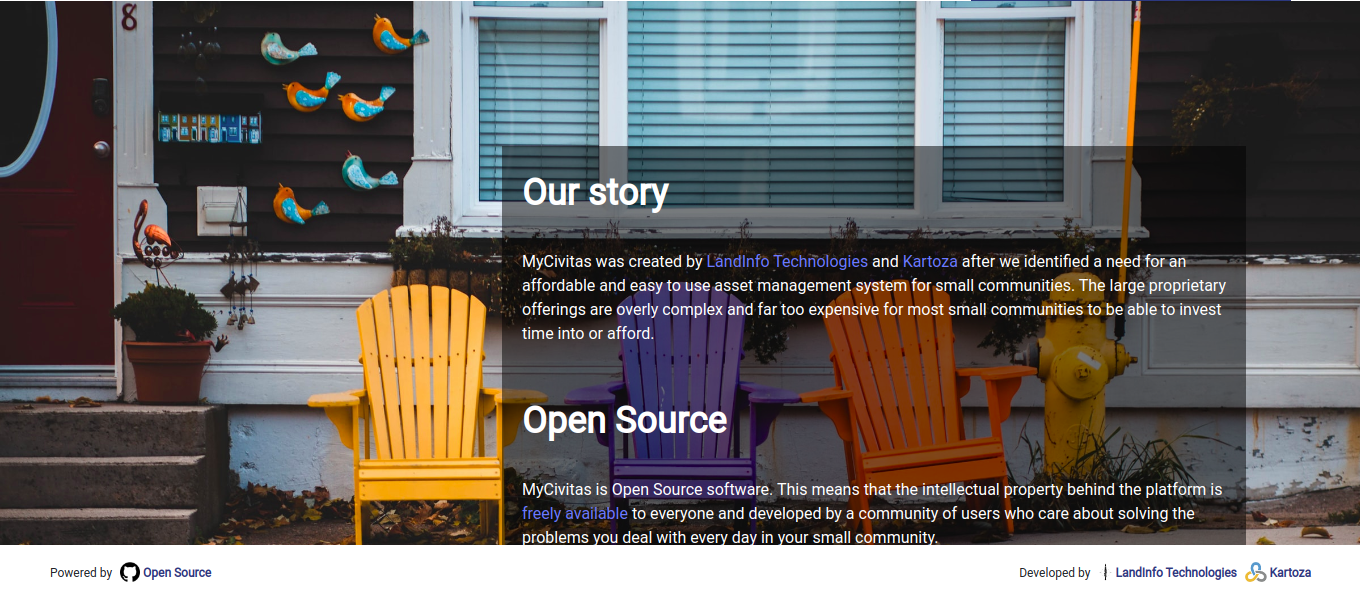 8
Our story
MyCivitas was created by LandInfo Technologies and Kartoza after we identified a need for an
affordable and easy to use asset management system for small communities. The large proprietary
offerings are overly complex and far too expensive for most small communities to be able to invest
time into or afford.
Open Source
MyCivitas is Open Source software. This means that the intellectual property behind the platform is
freely available to everyone and developed by a community of users who care about solving the
problems you deal with every day in your small community.
Powered by Open Source
Developed by LandInfo Technologies Kartoza